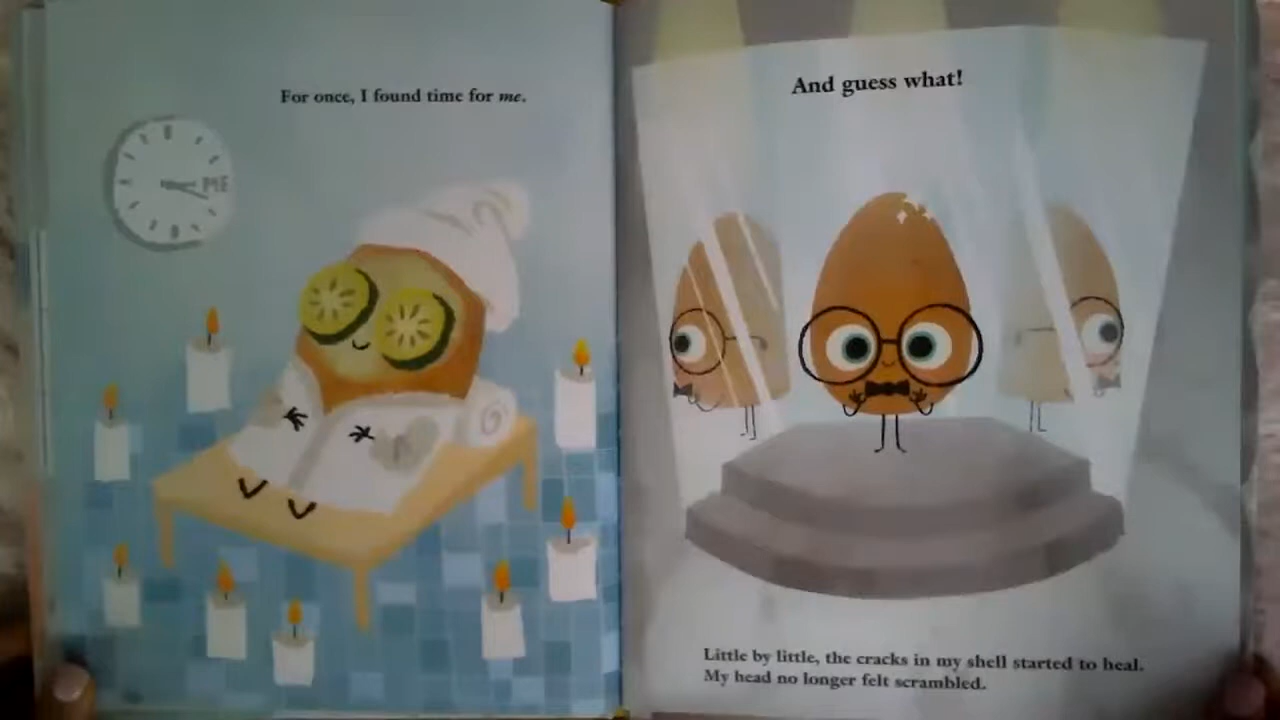 For once, I found time for me.
ME
And guess what!
Little by little, the cracks in my shell started to heal.
My head no longer felt scrambled.